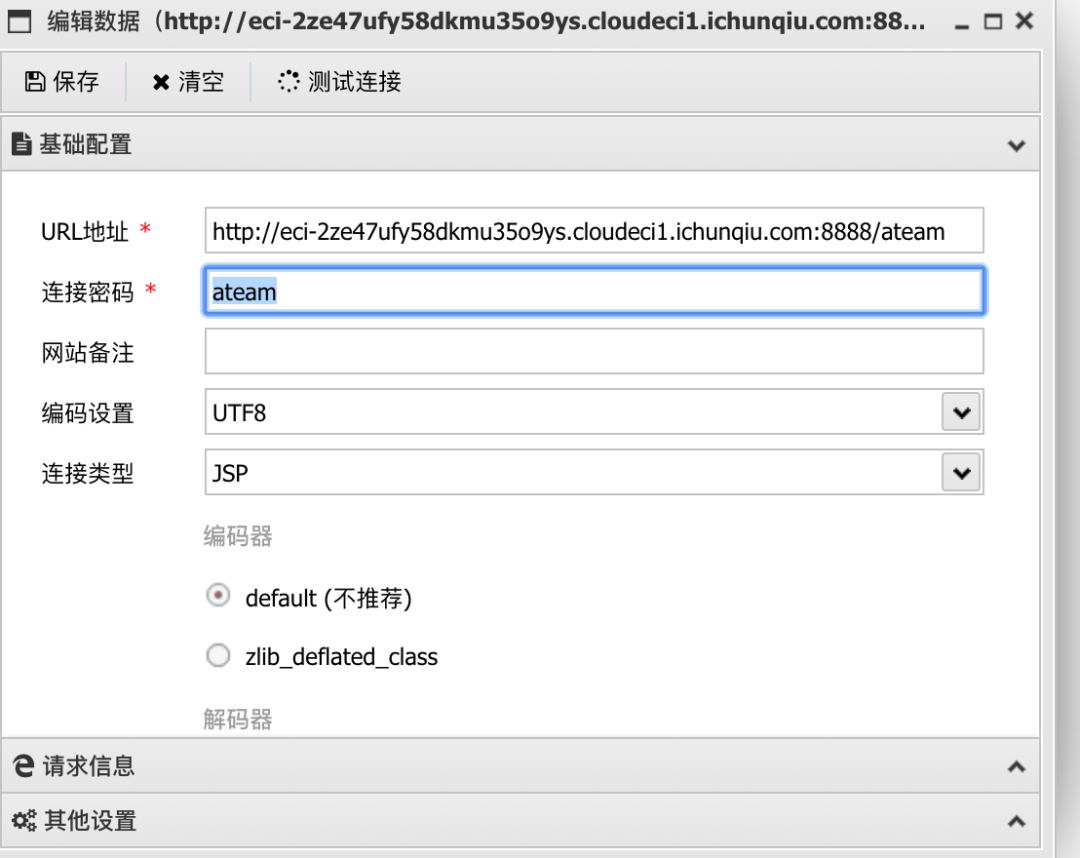 编辑数据（http://eci-2ze47ufy58dkmu35o9ys.cloudeci1.ichunqiu.com:88...
保存 清空 测试连接
基础配置
URL地址 * http://eci-2ze47ufy58dkmu35o9ys.cloudeci1.ichunqiu.com:8888/ateam
连接密码 * ateam
网站备注
编码设置 UTF8
连接类型 JSP
编码器
default (不推荐)
zlib_deflated_class
解码器
请求信息
其他设置